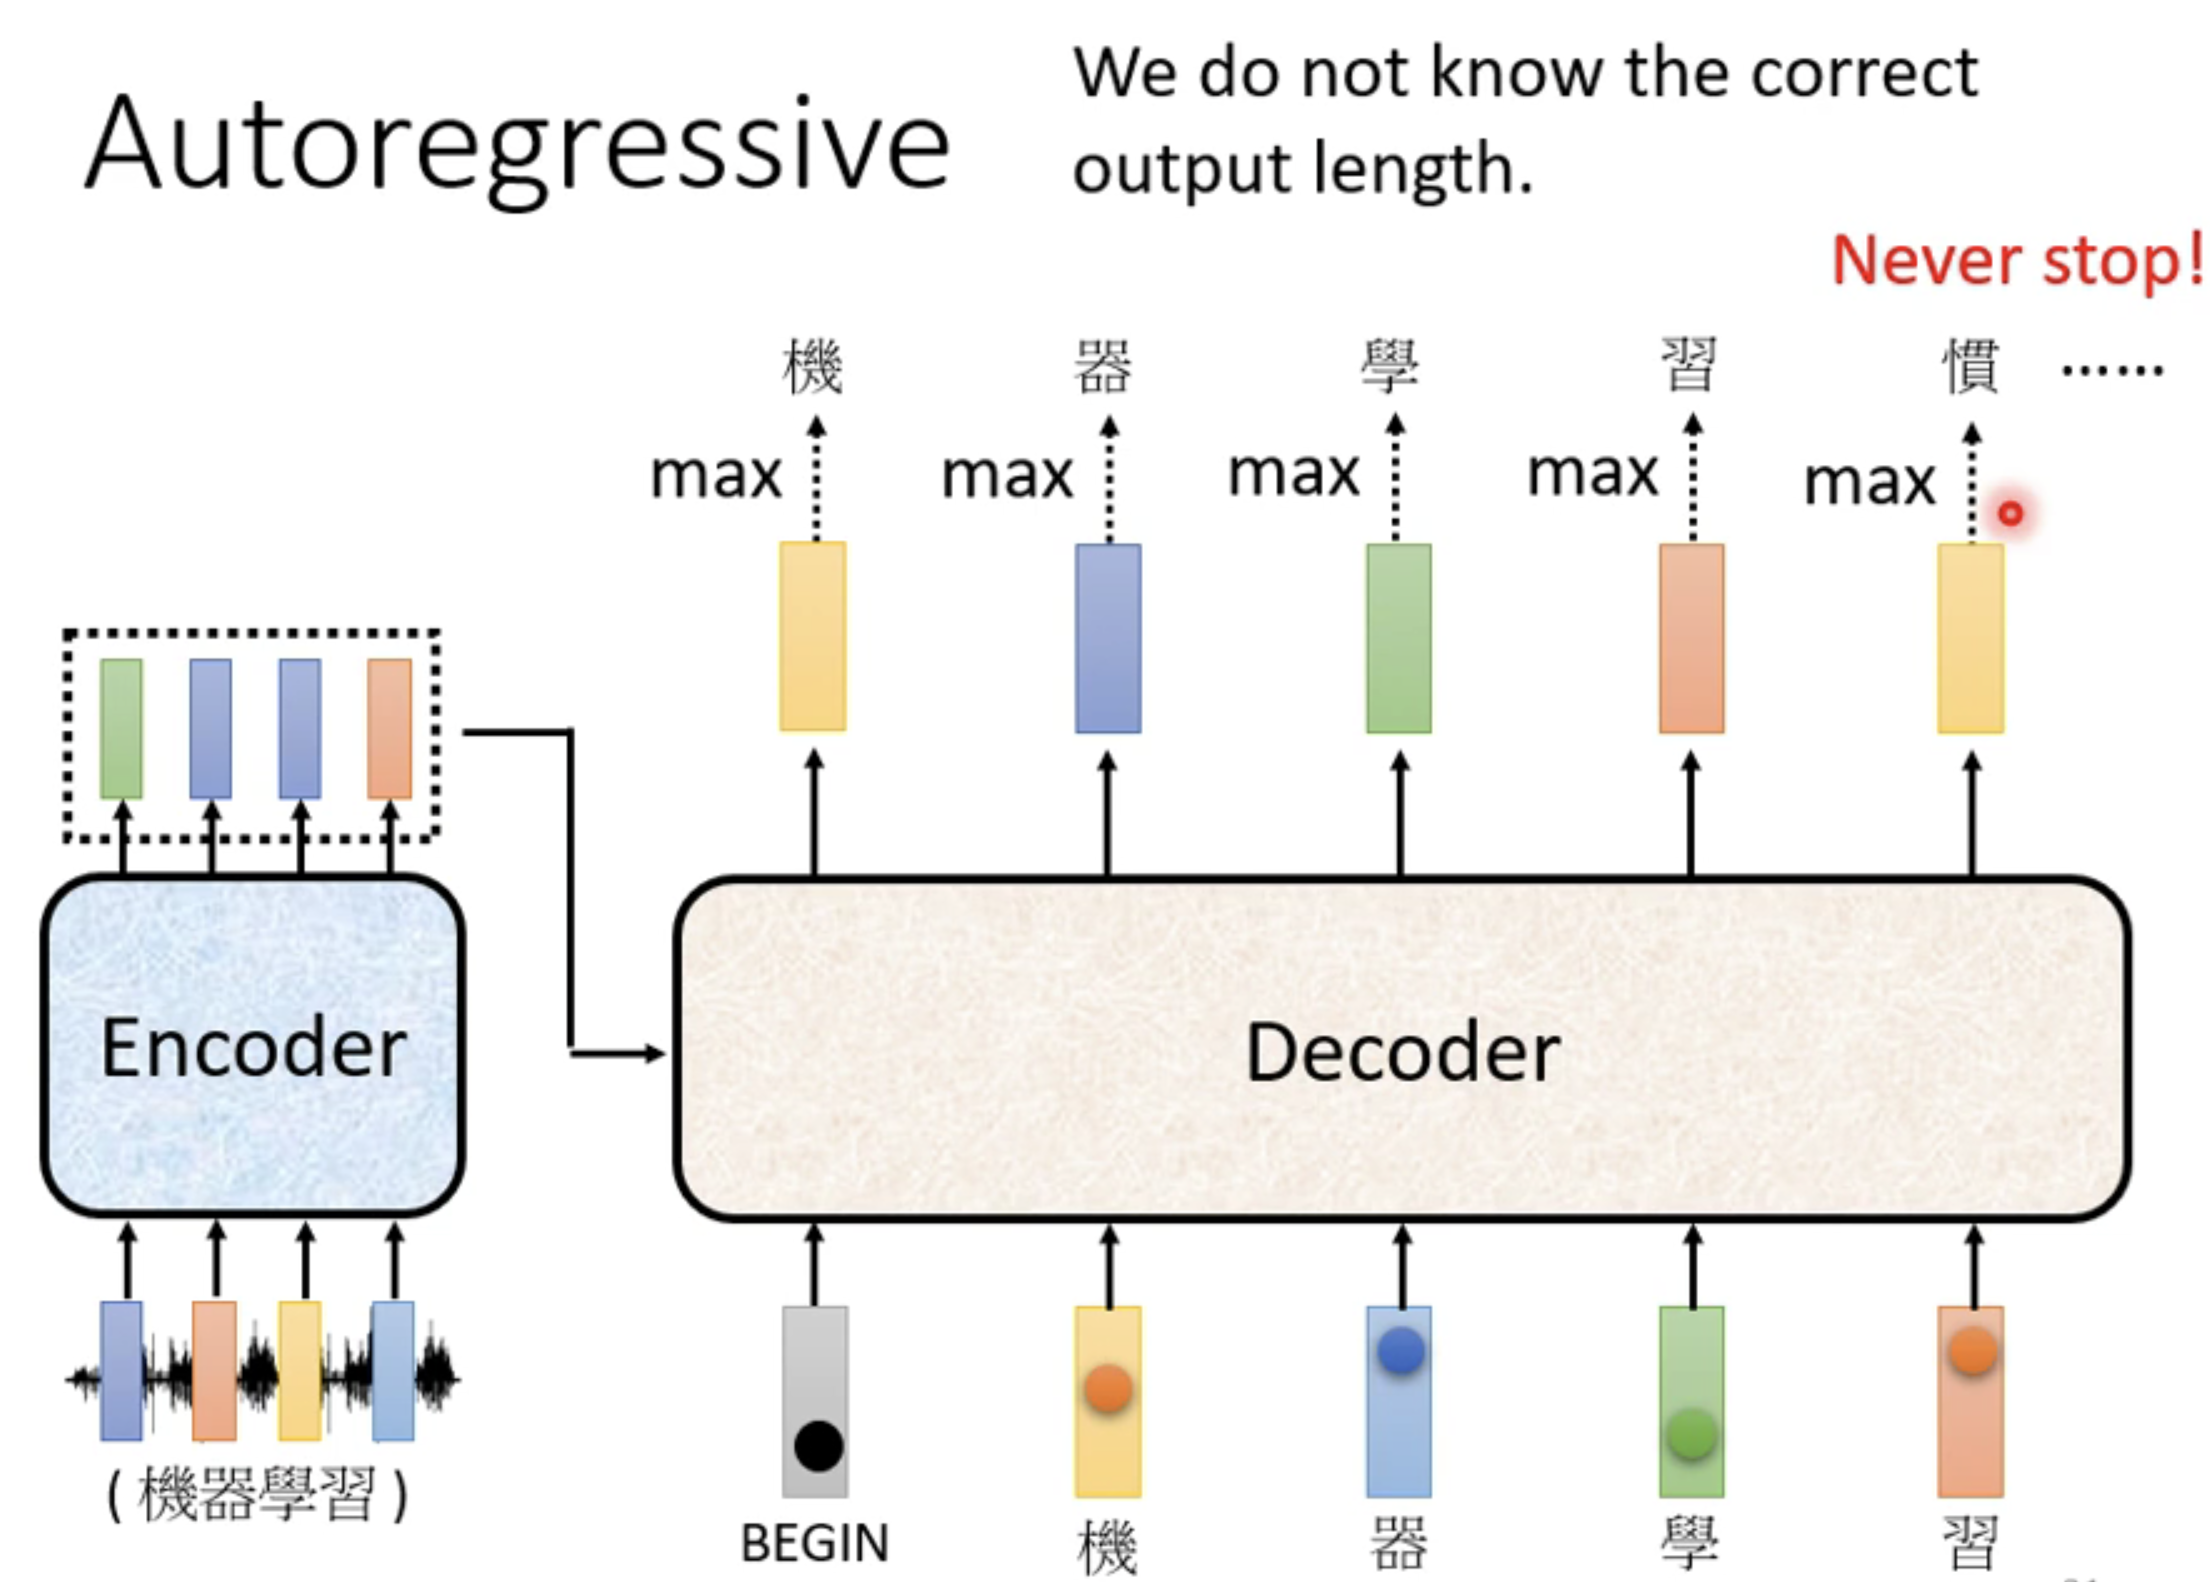 Autoregressive
We do not know the correct
output length.
Never stop!
機 器 學 習 慣 ······
max max max max max
Encoder
Decoder
(機器學習)
BEGIN 機 器 學 習